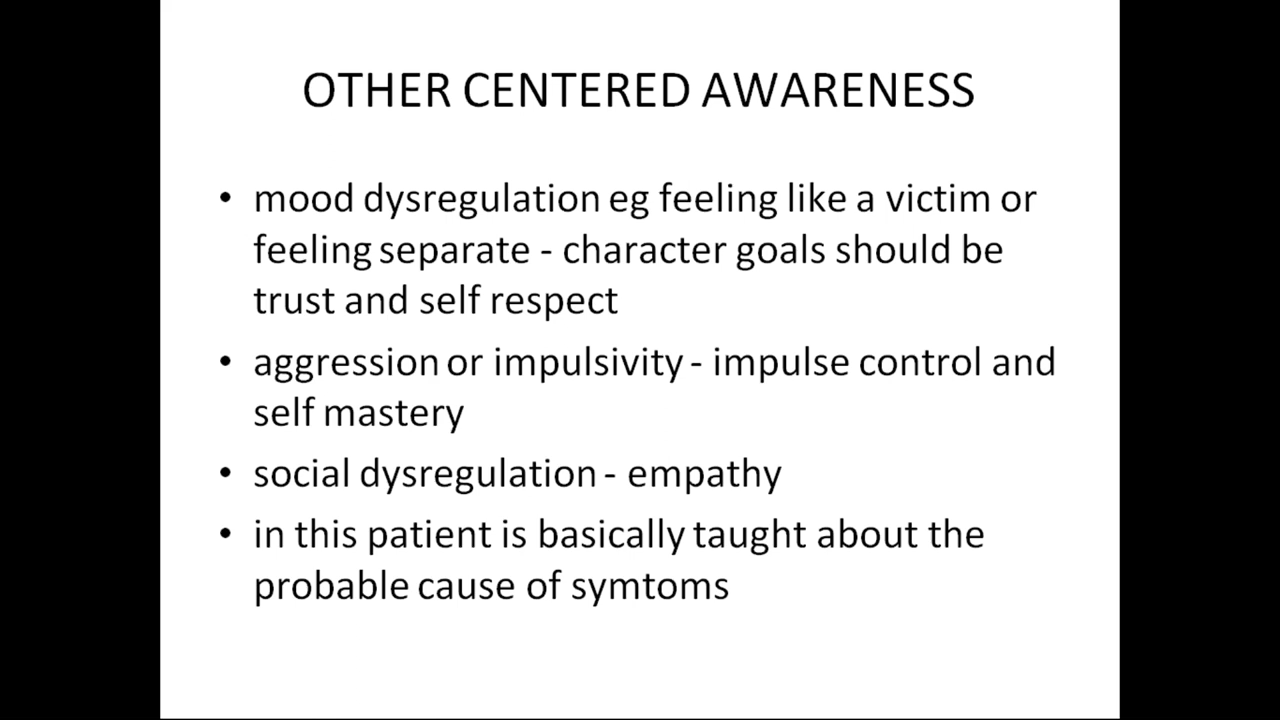 OTHER CENTERED AWARENESS
• mood dysregulation eg feeling like a victim or
feeling separate - character goals should be
trust and self respect
• aggression or impulsivity - impulse control and
self mastery
• social dysregulation - empathy
• in this patient is basically taught about the
probable cause of symtoms